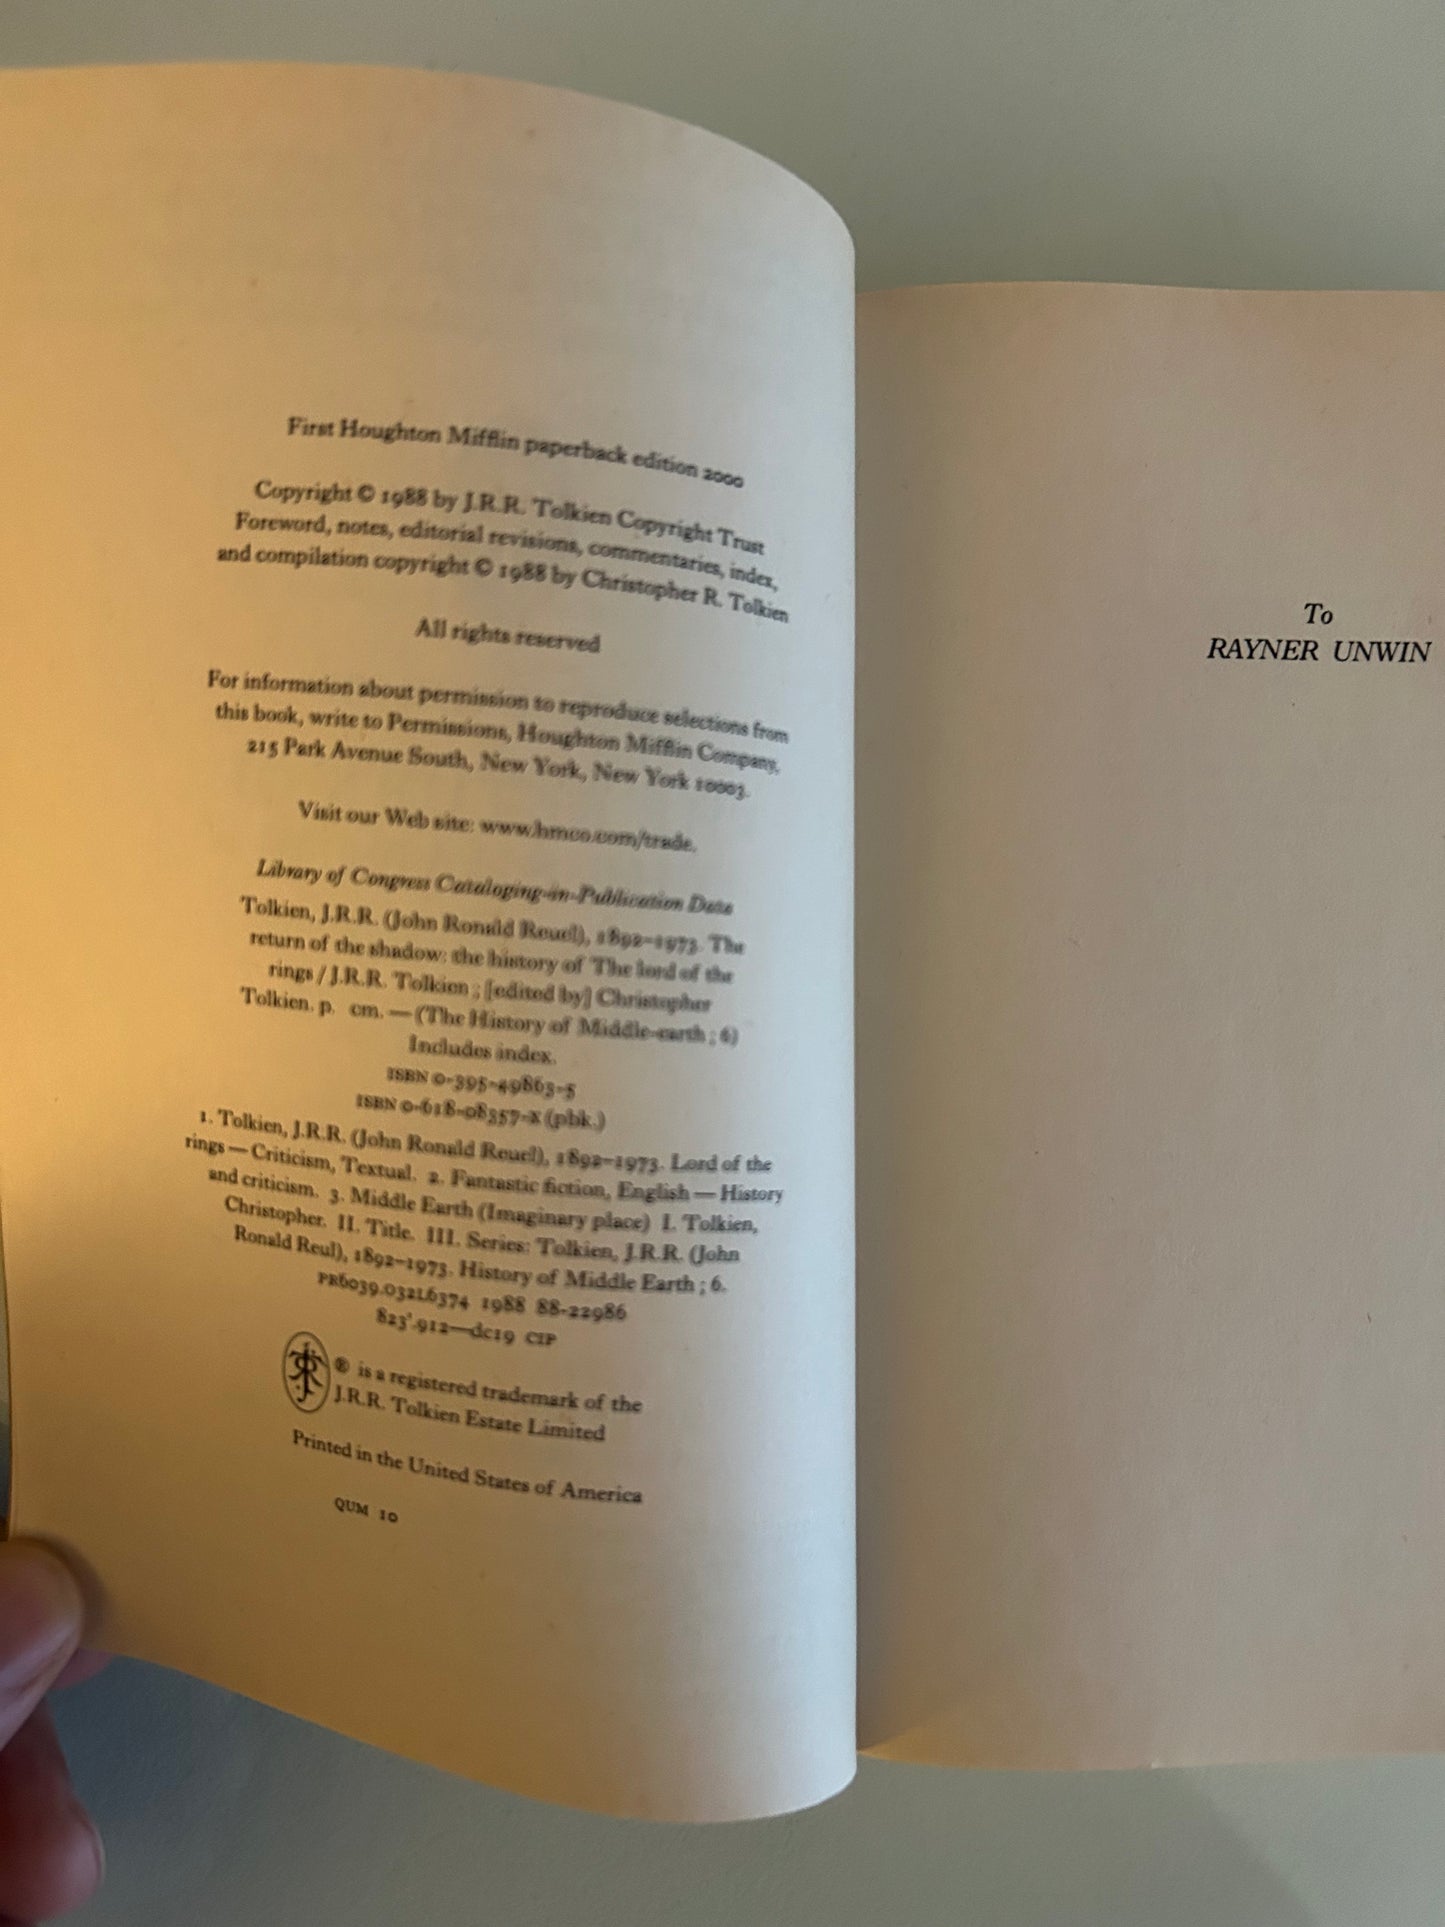 First Houghton Mifflin paperback edition 2000
Copyright © 1988 by J.R.R. Tolkien Copyright Trust
Foreword, notes, editorial revisions, commentaries, index,
and compilation copyright © 1988 by Christopher R. Tolkien
All rights reserved
For information about permission to reproduce selections from
this book, write to Permissions, Houghton Mifflin Company,
215 Park Avenue South, New York, New York 10003.
Visit our Web site: www.hmco.com/trade.
Library of Congress Cataloging-in-Publication Data
Tolkien, J.R.R. (John Ronald Reuel), 1892–1973. The
return of the shadow: the history of The lord of the
rings / J.R.R. Tolkien ; [edited by] Christopher
Tolkien. p. cm. — (The History of Middle-earth ; 6)
Includes index.
ISBN 0-395-49863-5
ISBN 0-618-08357-X (pbk.)
1. Tolkien, J.R.R. (John Ronald Reuel), 1892–1973. Lord of the
rings — Criticism, Textual. 2. Fantastic fiction, English — History
and criticism. 3. Middle Earth (Imaginary place) I. Tolkien,
Christopher. II. Title. III. Series: Tolkien, J.R.R. (John
Ronald Reul), 1892–1973. History of Middle Earth ; 6.
PR6039.032L6374 1988 88-22986
823'.912—dc19 CIP
® is a registered trademark of the
J.R.R. Tolkien Estate Limited
Printed in the United States of America
QUM 10
To
RAYNER UNWIN